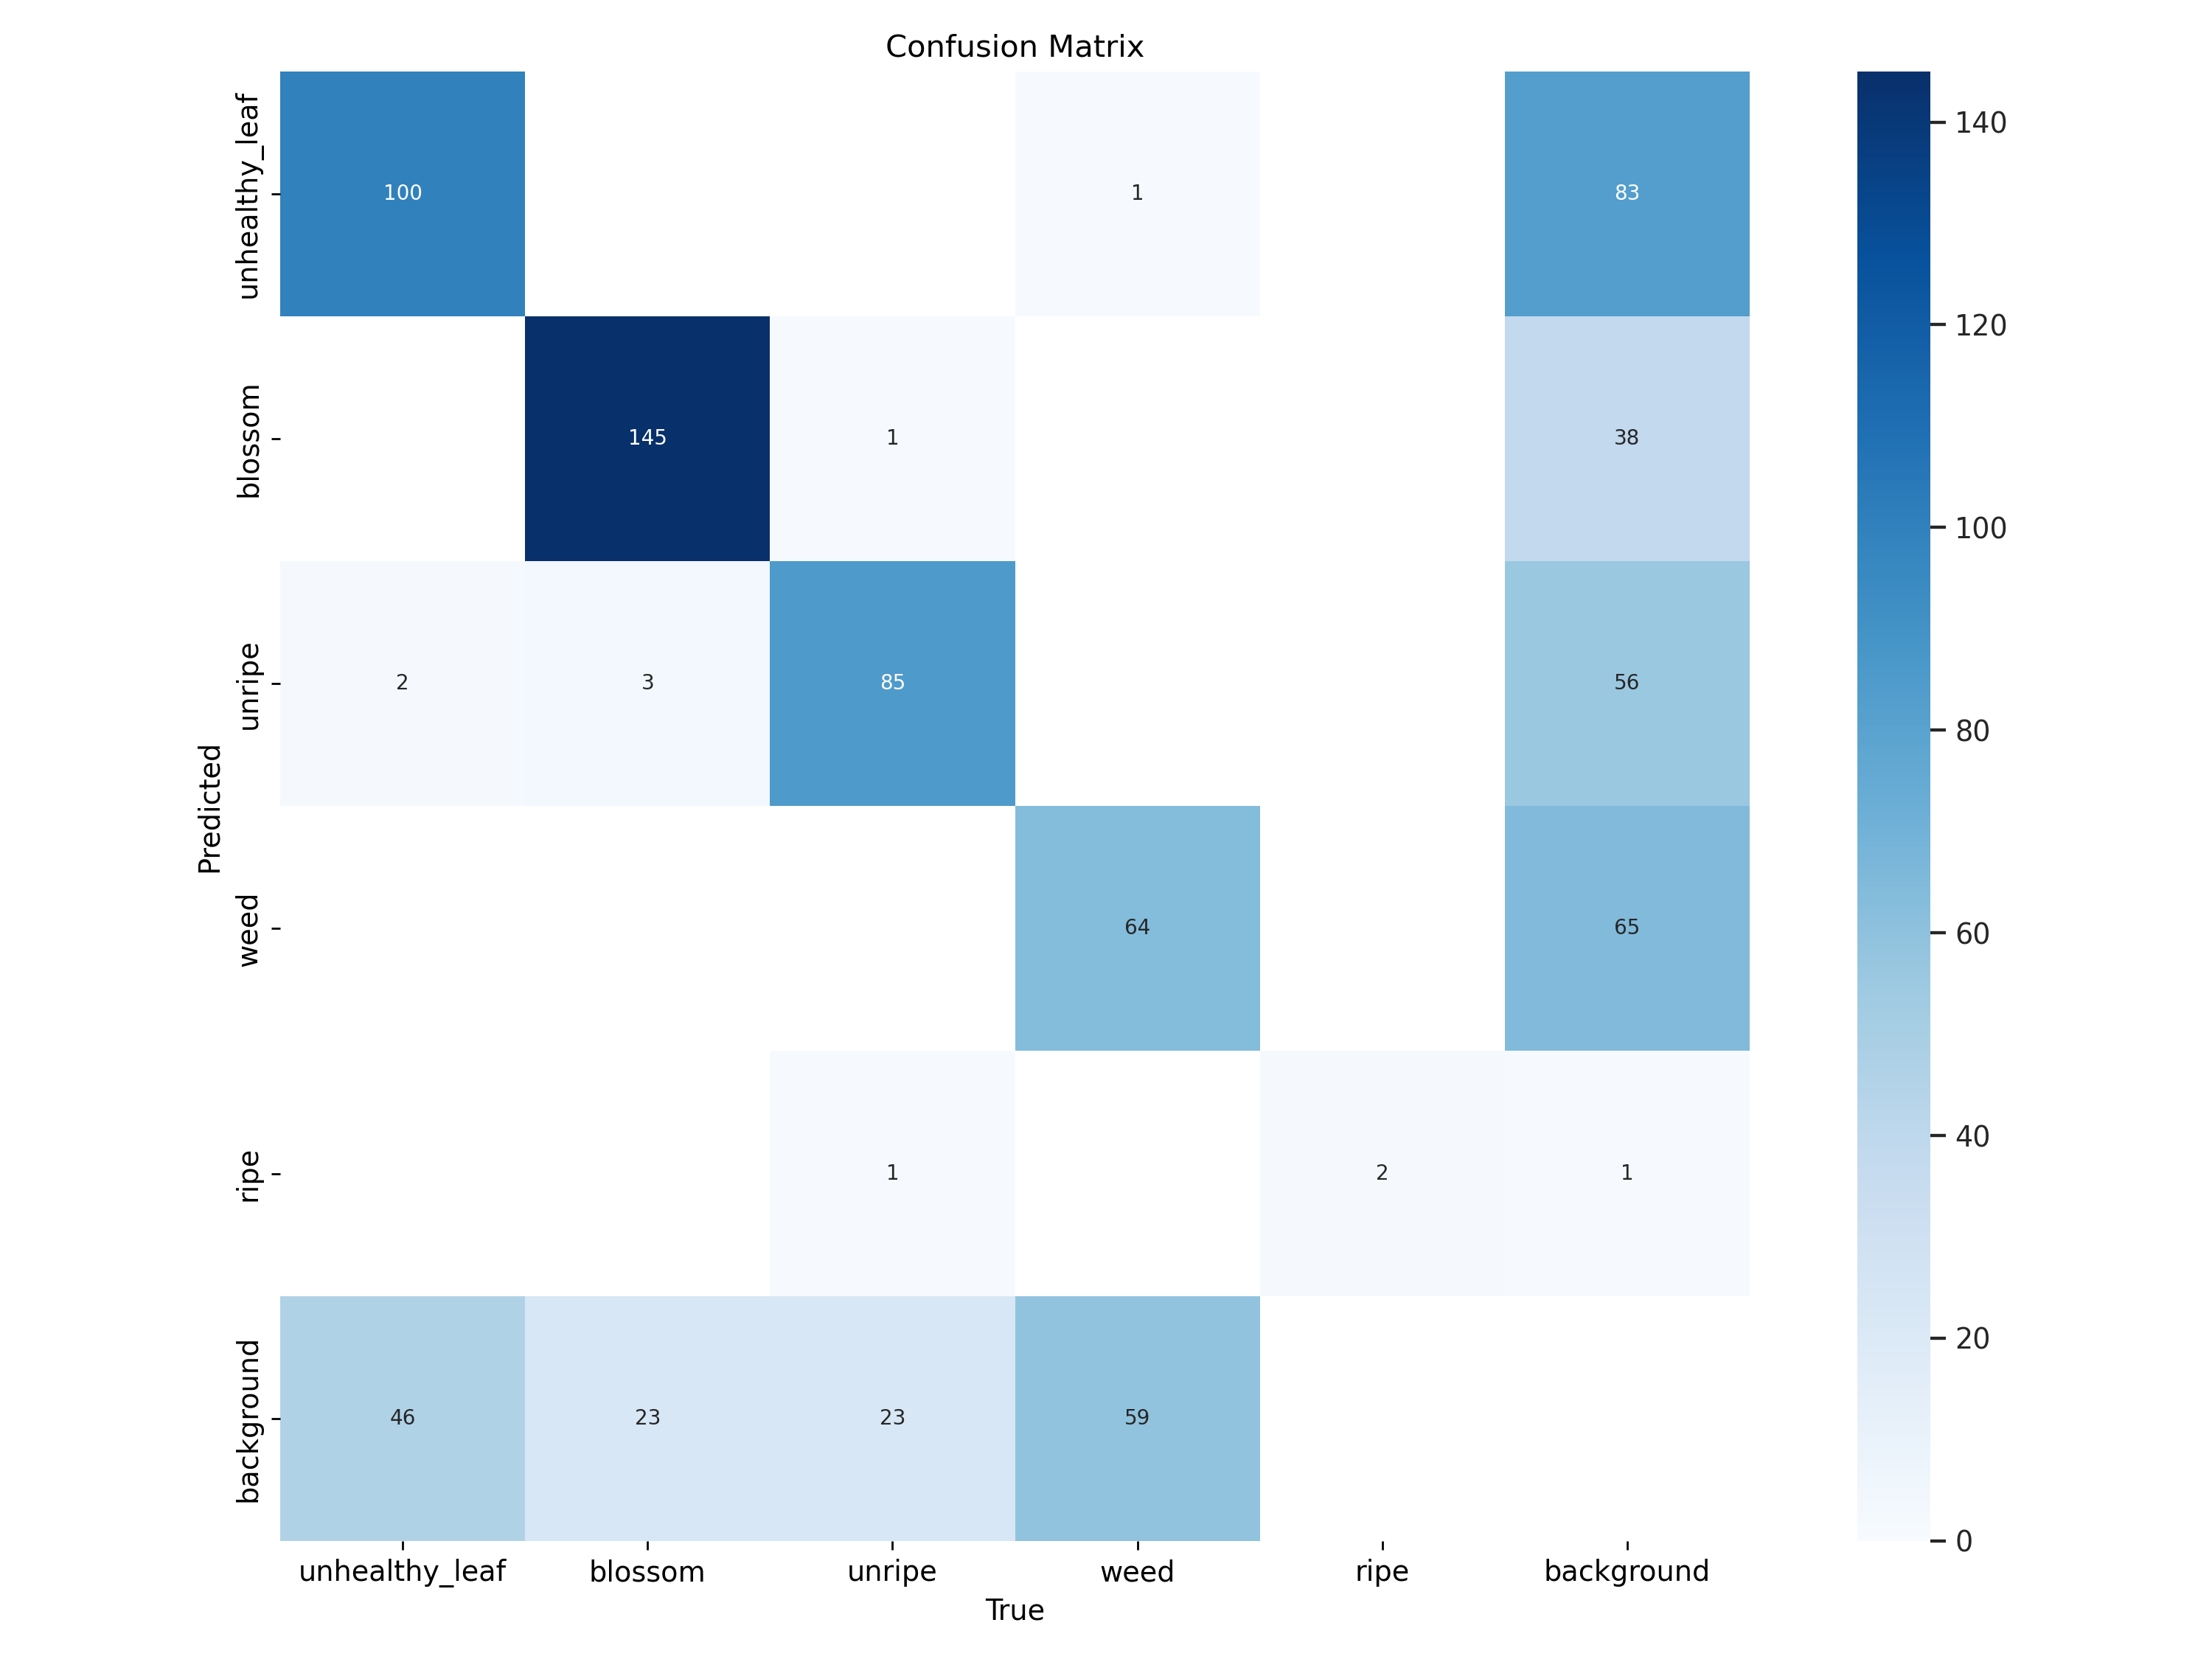 Confusion Matrix
unhealthy_leaf
100
1
83
blossom
145
1
38
unripe
2
3
85
56
Predicted
weed
64
65
ripe
1
2
1
background
46
23
23
59
unhealthy_leaf blossom unripe weed ripe background
True
140
120
100
80
60
40
20
0